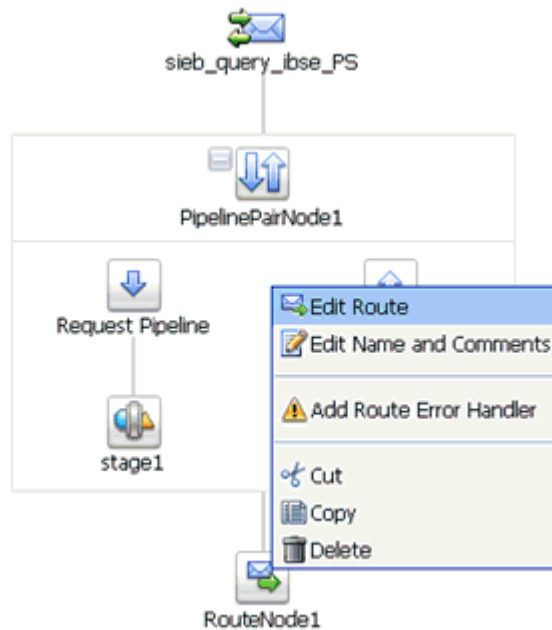 sieb_query_ibse_PS
PipelinePairNode1
Request Pipeline
stage1
Edit Route
Edit Name and Comments
Add Route Error Handler
Cut
Copy
Delete
RouteNode1